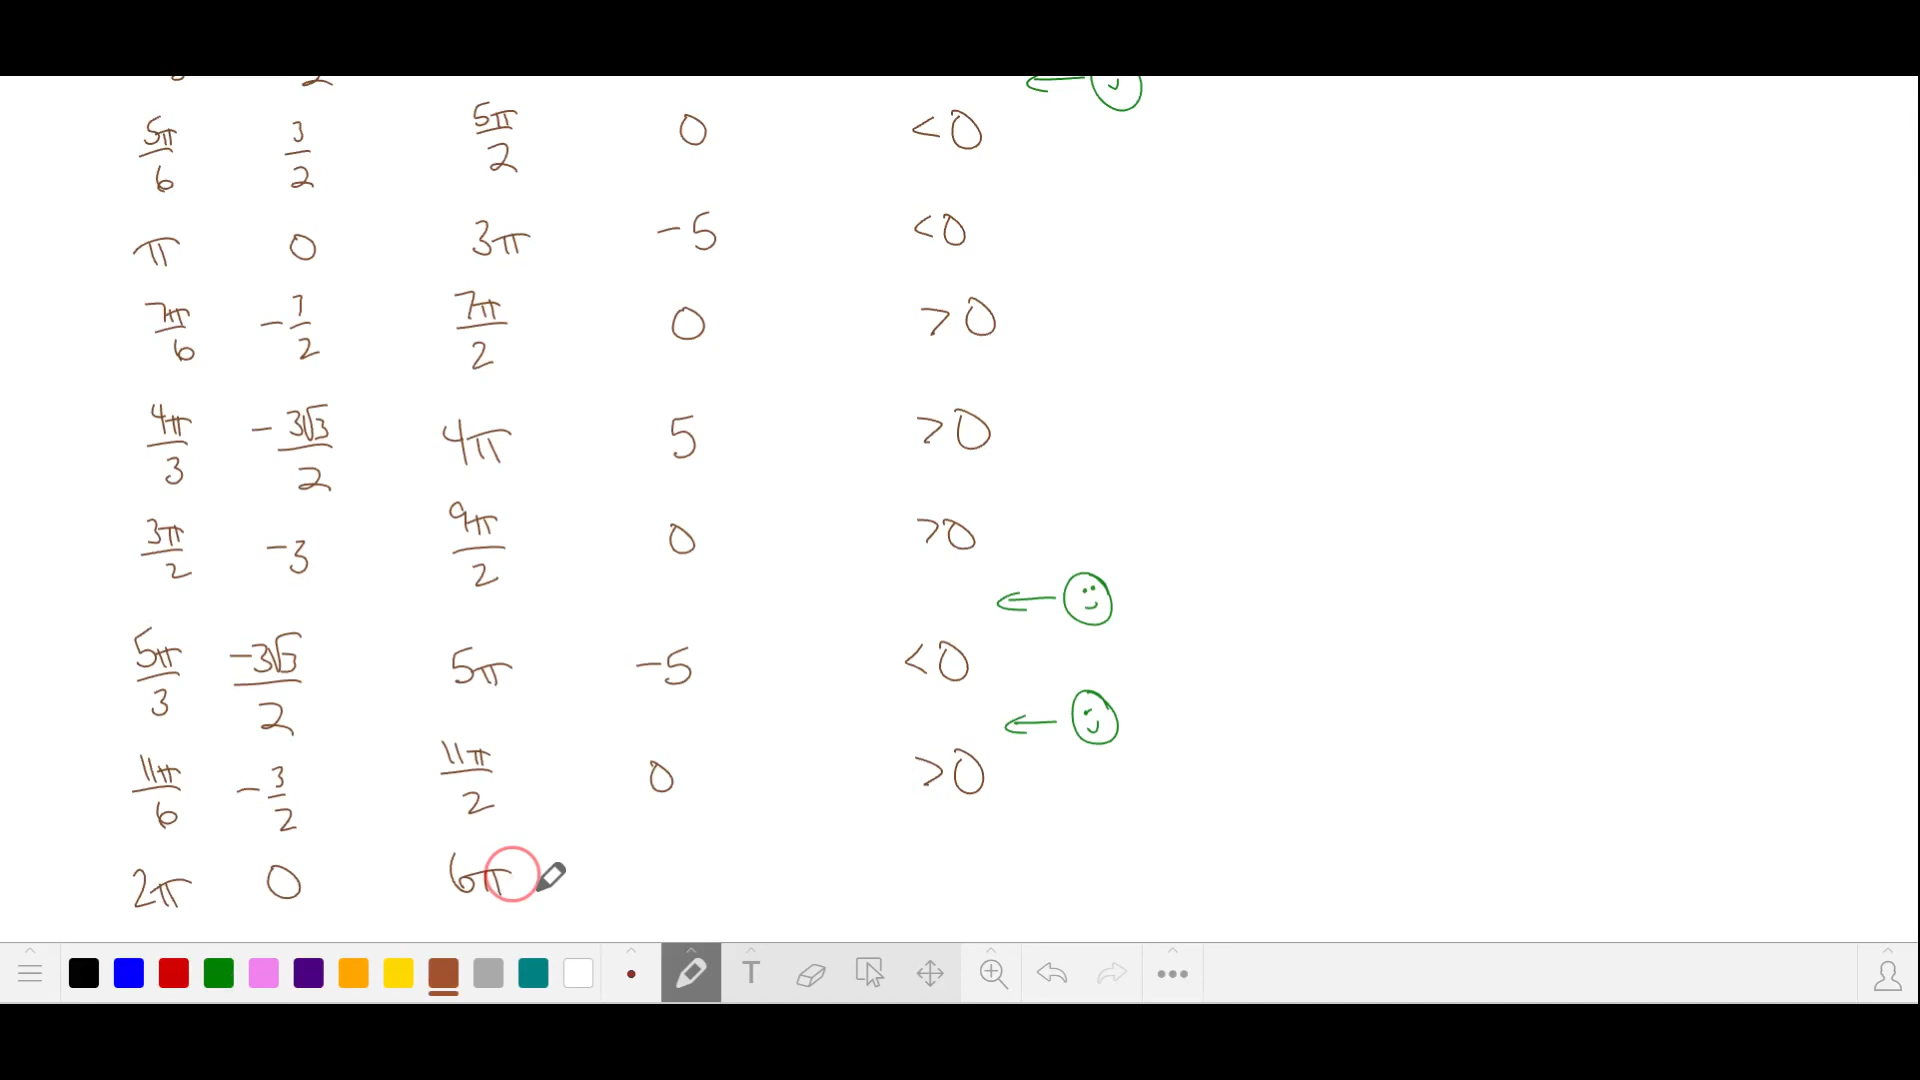 5π/6 3/2 5π/2 0 <0
π 0 3π -5 <0
7π/6 -1/2 7π/2 0 >0
4π/3 -3√3/2 4π 5 >0
3π/2 -3 9π/2 0 >0
5π/3 -3√3/2 5π -5 <0
11π/6 -3/2 11π/2 0 >0
2π 0 6π
T